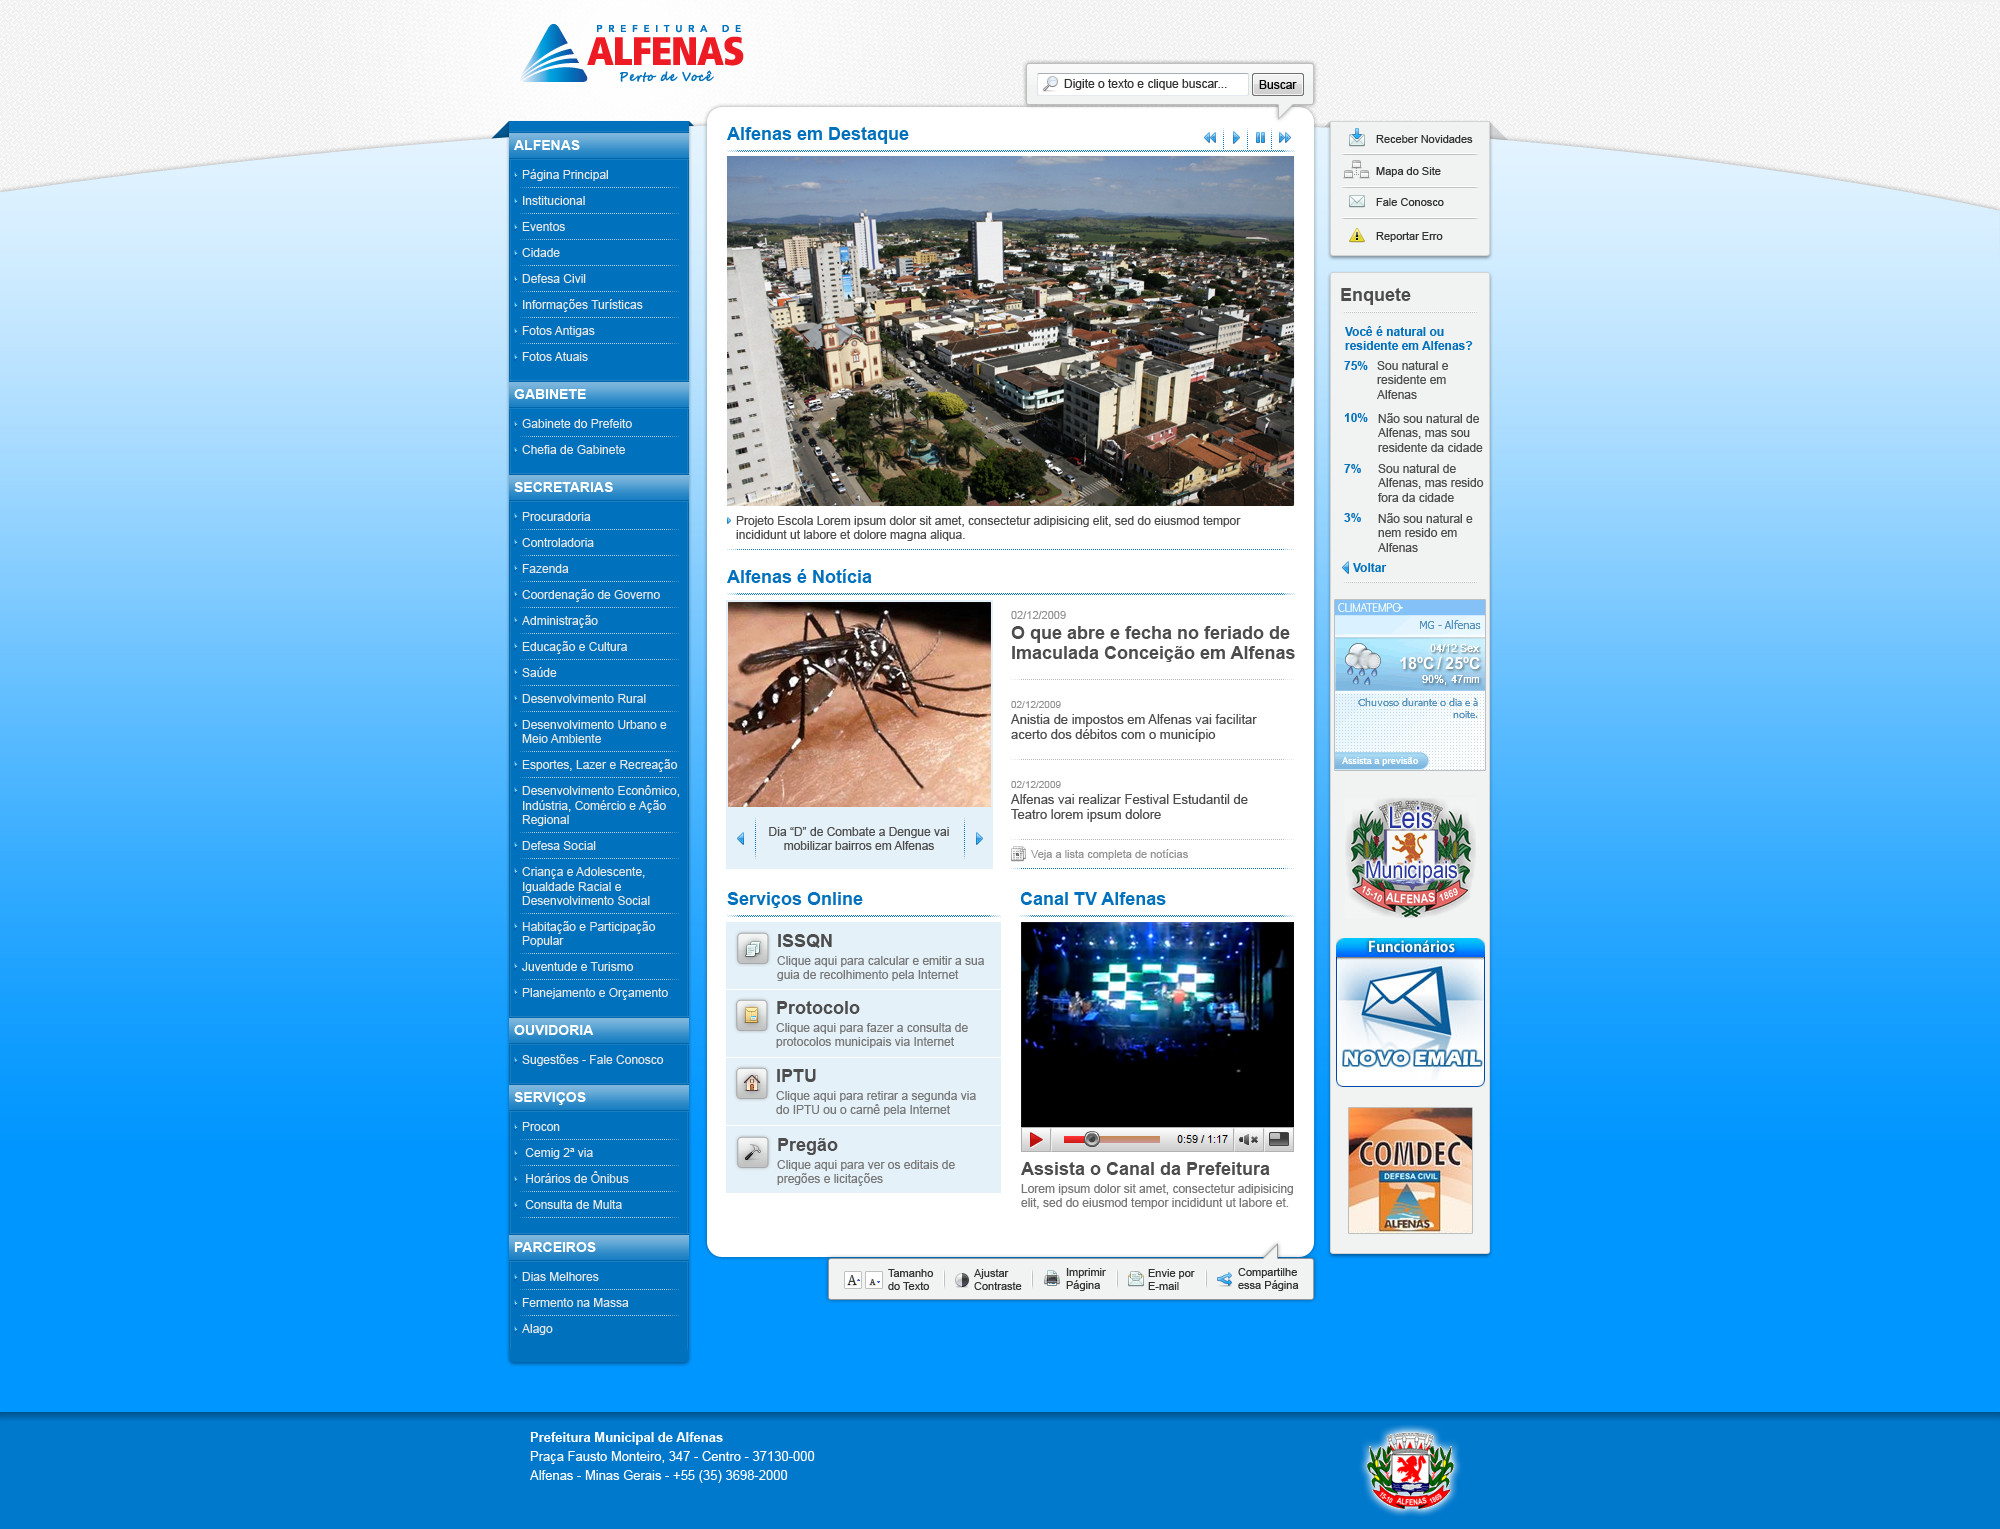 PREFEITURA DE
ALFENAS
Perto de Você
Digite o texto e clique buscar...
Buscar
ALFENAS
Página Principal
Institucional
Eventos
Cidade
Defesa Civil
Informações Turísticas
Fotos Antigas
Fotos Atuais
GABINETE
Gabinete do Prefeito
Chefia de Gabinete
SECRETARIAS
Procuradoria
Controladoria
Fazenda
Coordenação de Governo
Administração
Educação e Cultura
Saúde
Desenvolvimento Rural
Desenvolvimento Urbano e
Meio Ambiente
Esportes, Lazer e Recreação
Desenvolvimento Econômico,
Indústria, Comércio e Ação
Regional
Defesa Social
Criança e Adolescente,
Igualdade Racial e
Desenvolvimento Social
Habitação e Participação
Popular
Juventude e Turismo
Planejamento e Orçamento
OUVIDORIA
Sugestões - Fale Conosco
SERVIÇOS
Procon
Cemig 2ª via
Horários de Ônibus
Consulta de Multa
PARCEIROS
Dias Melhores
Fermento na Massa
Alago
Alfenas em Destaque
Projeto Escola Lorem ipsum dolor sit amet, consectetur adipisicing elit, sed do eiusmod tempor
incididunt ut labore et dolore magna aliqua.
Alfenas é Notícia
Dia “D” de Combate a Dengue vai
mobilizar bairros em Alfenas
02/12/2009
O que abre e fecha no feriado de
Imaculada Conceição em Alfenas
02/12/2009
Anistia de impostos em Alfenas vai facilitar
acerto dos débitos com o município
02/12/2009
Alfenas vai realizar Festival Estudantil de
Teatro lorem ipsum dolore
Veja a lista completa de notícias
Serviços Online
ISSQN
Clique aqui para calcular e emitir a sua
guia de recolhimento pela Internet
Protocolo
Clique aqui para fazer a consulta de
protocolos municipais via Internet
IPTU
Clique aqui para retirar a segunda via
do IPTU ou o carnê pela Internet
Pregão
Clique aqui para ver os editais de
pregões e licitações
Canal TV Alfenas
0:59 / 1:17
Assista o Canal da Prefeitura
Lorem ipsum dolor sit amet, consectetur adipisicing
elit, sed do eiusmod tempor incididunt ut labore et.
A+ A- Tamanho
do Texto
Ajustar
Contraste
Imprimir
Página
Envie por
E-mail
Compartilhe
essa Página
Receber Novidades
Mapa do Site
Fale Conosco
Reportar Erro
Enquete
Você é natural ou
residente em Alfenas?
75% Sou natural e
residente em
Alfenas
10% Não sou natural de
Alfenas, mas sou
residente da cidade
7% Sou natural de
Alfenas, mas resido
fora da cidade
3% Não sou natural e
nem resido em
Alfenas
Voltar
CLIMATEMPO
MG - Alfenas
04/12 Sex
18ºC / 25ºC
90%, 47mm
Chuvoso durante o dia e à
noite.
Assista a previsão
Leis
Municipais
15-10 ALFENAS 1869
Funcionários
NOVO EMAIL
COMDEC
DEFESA CIVIL
ALFENAS
Prefeitura Municipal de Alfenas
Praça Fausto Monteiro, 347 - Centro - 37130-000
Alfenas - Minas Gerais - +55 (35) 3698-2000
15-10 ALFENAS 1869